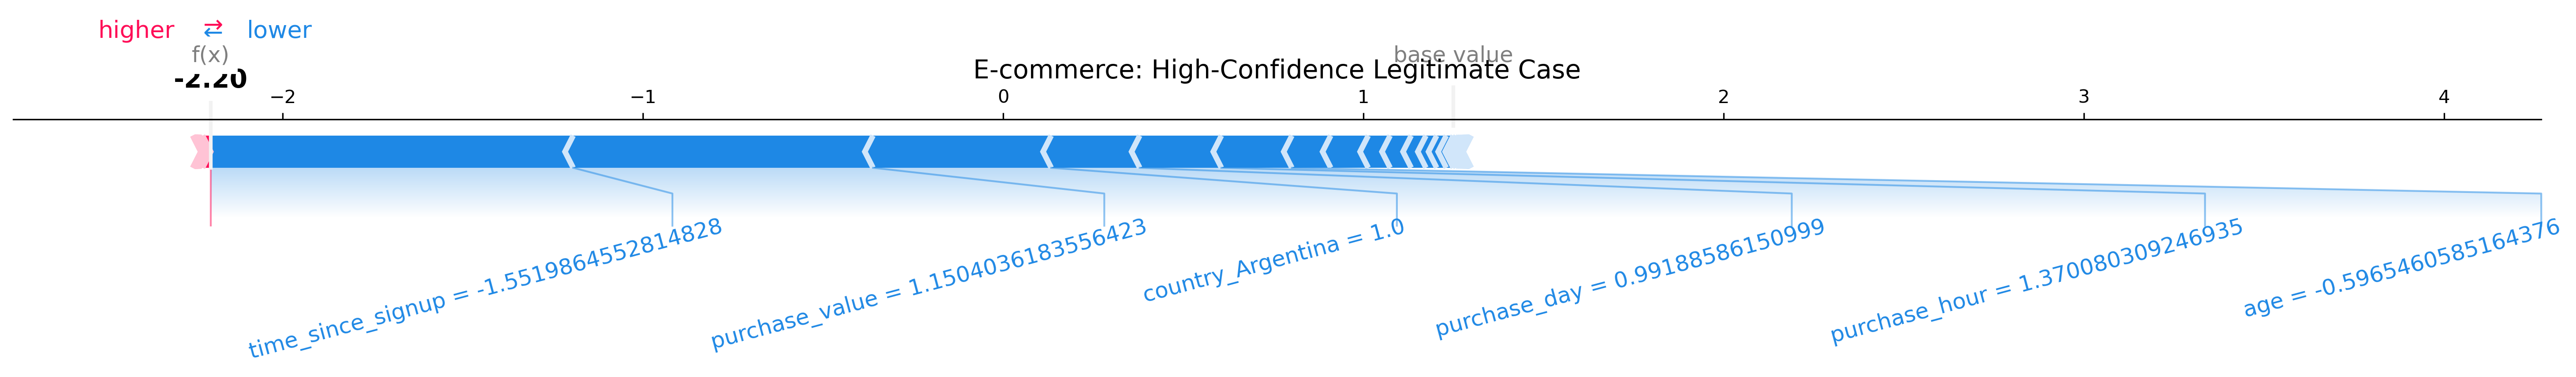 higher ⇄ lower
f(x)
base value
-2.20
E-commerce: High-Confidence Legitimate Case
−2 −1 0 1 2 3 4
time_since_signup = -1.5519864552814828
purchase_value = 1.1504036183556423
country_Argentina = 1.0
purchase_day = 0.99188586150999
purchase_hour = 1.370080309246935
age = -0.5965460585164376